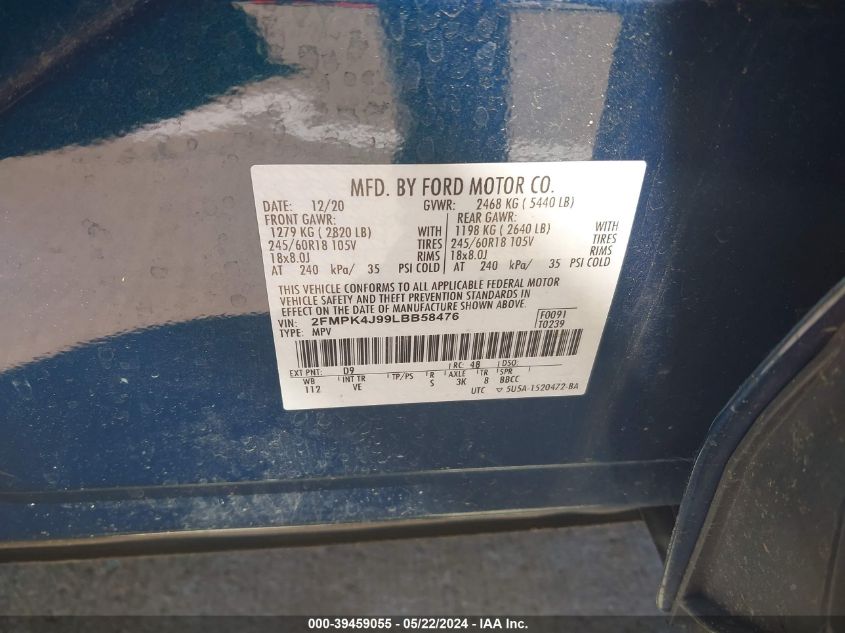 MFD. BY FORD MOTOR CO.
DATE: 12/20 GVWR: 2468 KG ( 5440 LB)
FRONT GAWR: REAR GAWR:
1279 KG ( 2820 LB) WITH 1198 KG ( 2640 LB) WITH
245/60R18 105V TIRES 245/60R18 105V TIRES
18x8.0J RIMS 18x8.0J RIMS
AT 240 kPa/ 35 PSI COLD AT 240 kPa/ 35 PSI COLD
THIS VEHICLE CONFORMS TO ALL APPLICABLE FEDERAL MOTOR
VEHICLE SAFETY AND THEFT PREVENTION STANDARDS IN
EFFECT ON THE DATE OF MANUFACTURE SHOWN ABOVE.
VIN: 2FMPK4J99LBB58476 F0091
TYPE: MPV T0239
EXT PNT: D9 RC: 48 DSO:
WB INT TR TP/PS R AXLE TR SPR
112 VE S 3K 8 BBCC
UTC ▽ 5U5A-1520472-BA
000-39459055 - 05/22/2024 - IAAI.COM INC.